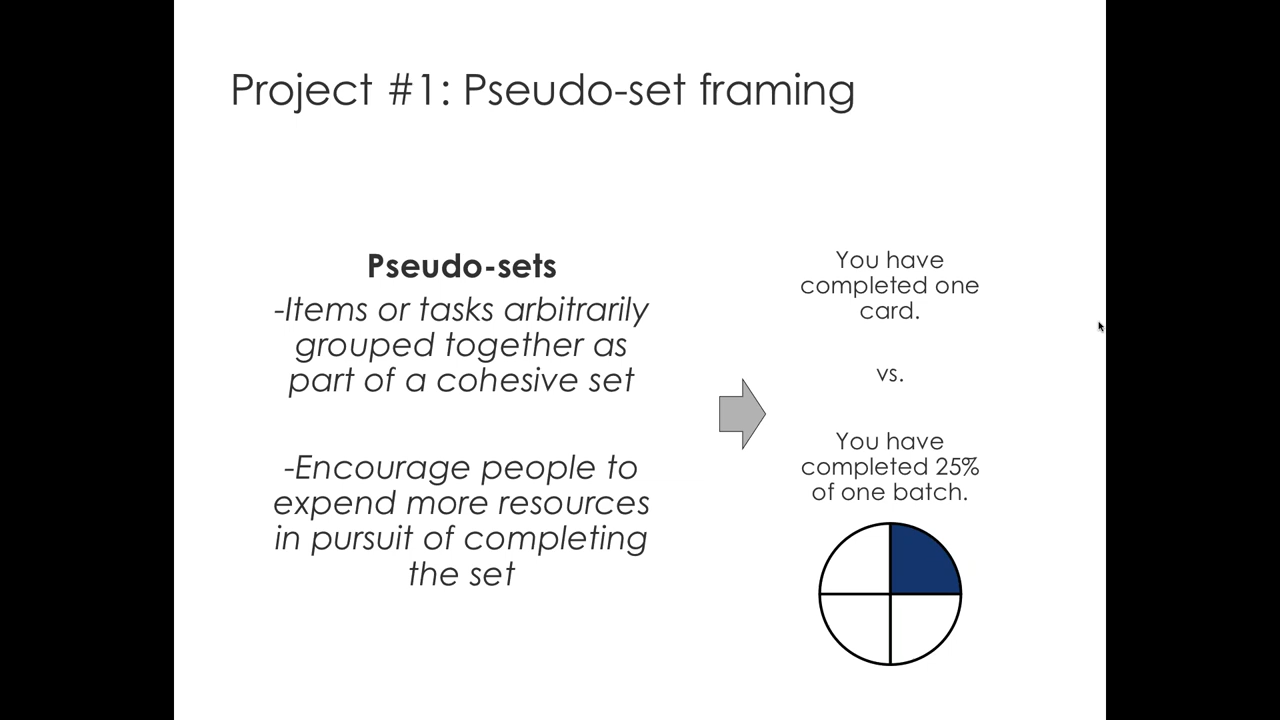 Project #1: Pseudo-set framing
Pseudo-sets
-Items or tasks arbitrarily
grouped together as
part of a cohesive set
-Encourage people to
expend more resources
in pursuit of completing
the set
You have
completed one
card.
vs.
You have
completed 25%
of one batch.